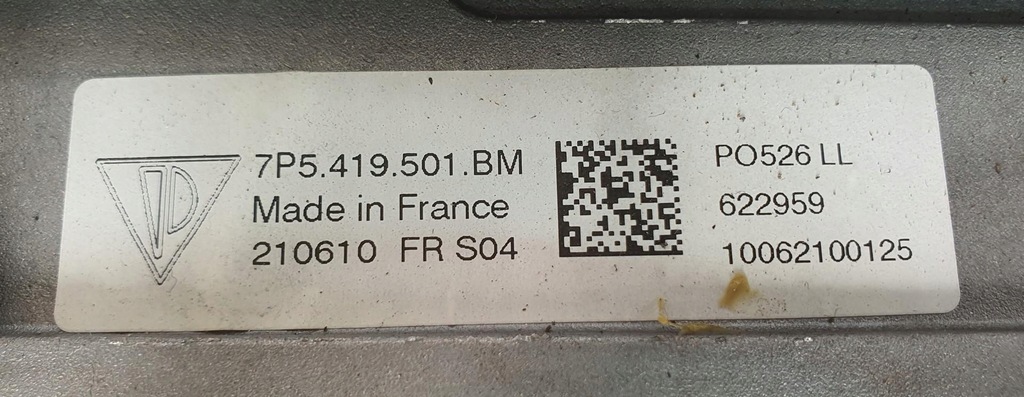 7P5.419.501.BM
Made in France
210610 FR S04
PO526 LL
622959
10062100125